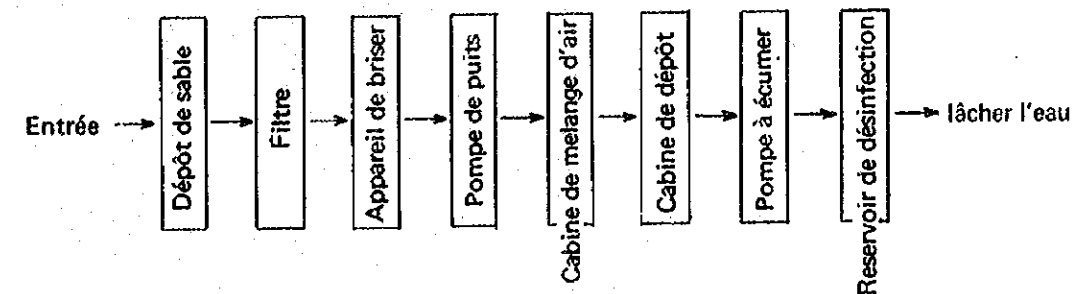 Entrée
Dépôt de sable
Filtre
Appareil de briser
Pompe de puits
Cabine de melange d'air
Cabine de dépôt
Pompe à écumer
Reservoir de désinfection
lâcher l'eau